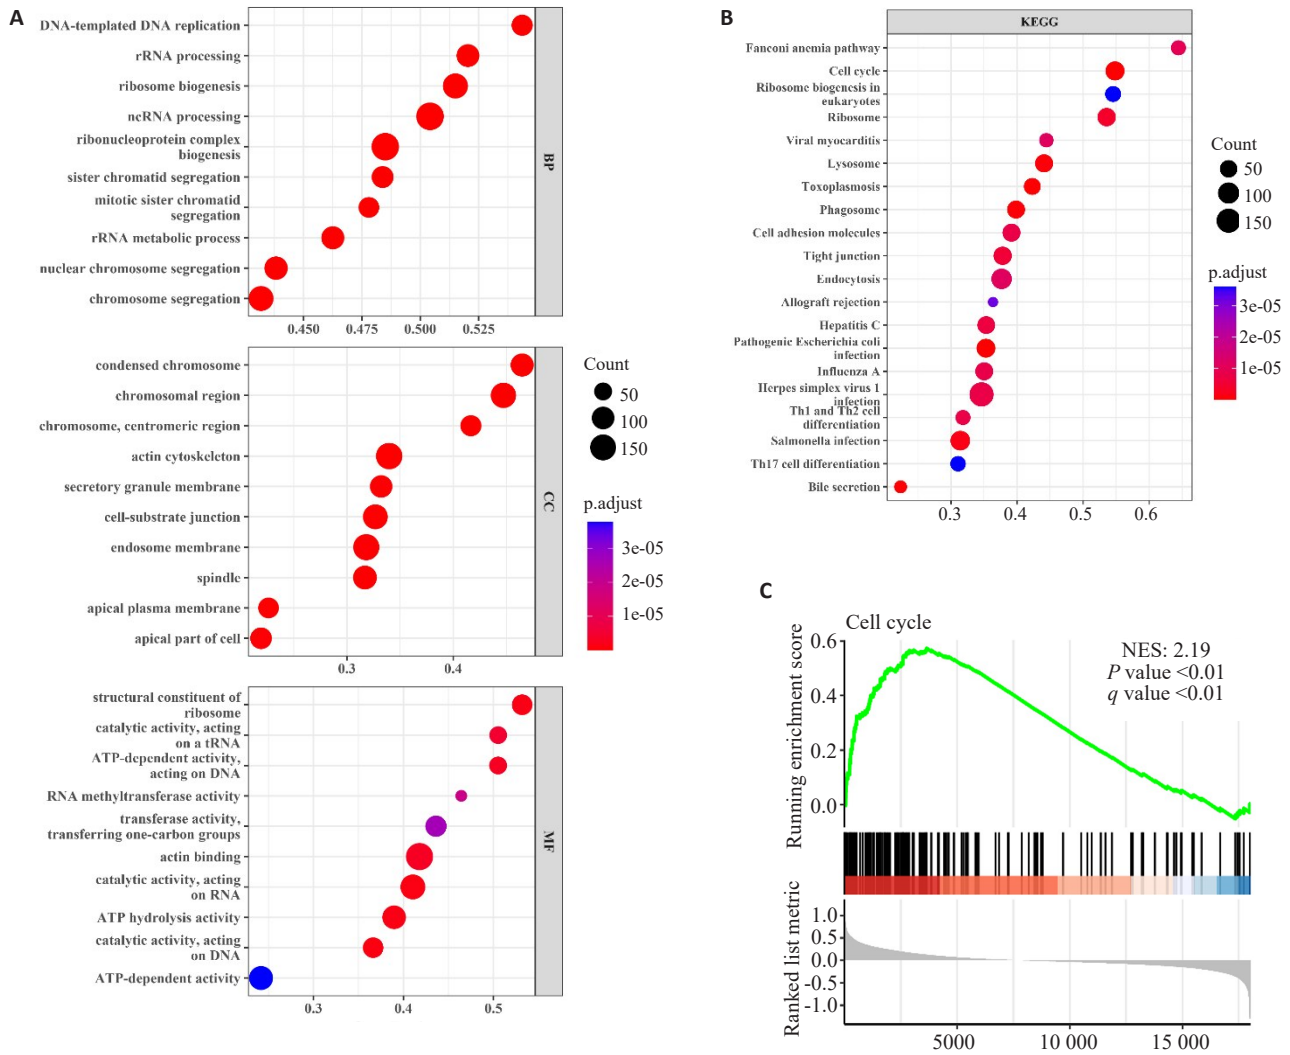 A
DNA-templated DNA replication
rRNA processing
ribosome biogenesis
ncRNA processing
ribonucleoprotein complex
biogenesis
sister chromatid segregation
mitotic sister chromatid
segregation
rRNA metabolic process
nuclear chromosome segregation
chromosome segregation
BP
0.450 0.475 0.500 0.525
condensed chromosome
chromosomal region
chromosome, centromeric region
actin cytoskeleton
secretory granule membrane
cell-substrate junction
endosome membrane
spindle
apical plasma membrane
apical part of cell
CC
0.3 0.4
structural constituent of
ribosome
catalytic activity, acting
on a tRNA
ATP-dependent activity,
acting on DNA
RNA methyltransferase activity
transferase activity,
transferring one-carbon groups
actin binding
catalytic activity, acting
on RNA
ATP hydrolysis activity
catalytic activity, acting
on DNA
ATP-dependent activity
MF
0.3 0.4 0.5
Count
50
100
150
p.adjust
3e-05
2e-05
1e-05
B
KEGG
Fanconi anemia pathway
Cell cycle
Ribosome biogenesis in
eukaryotes
Ribosome
Viral myocarditis
Lysosome
Toxoplasmosis
Phagosome
Cell adhesion molecules
Tight junction
Endocytosis
Allograft rejection
Hepatitis C
Pathogenic Escherichia coli
infection
Influenza A
Herpes simplex virus 1
infection
Th1 and Th2 cell
differentiation
Salmonella infection
Th17 cell differentiation
Bile secretion
0.3 0.4 0.5 0.6
Count
50
100
150
p.adjust
3e-05
2e-05
1e-05
C
Cell cycle
NES: 2.19
P value <0.01
q value <0.01
Running enrichment score
0.6
0.4
0.2
0.0
Ranked list metric
1.0
0.5
0.0
-0.5
-1.0
5000 10 000 15 000